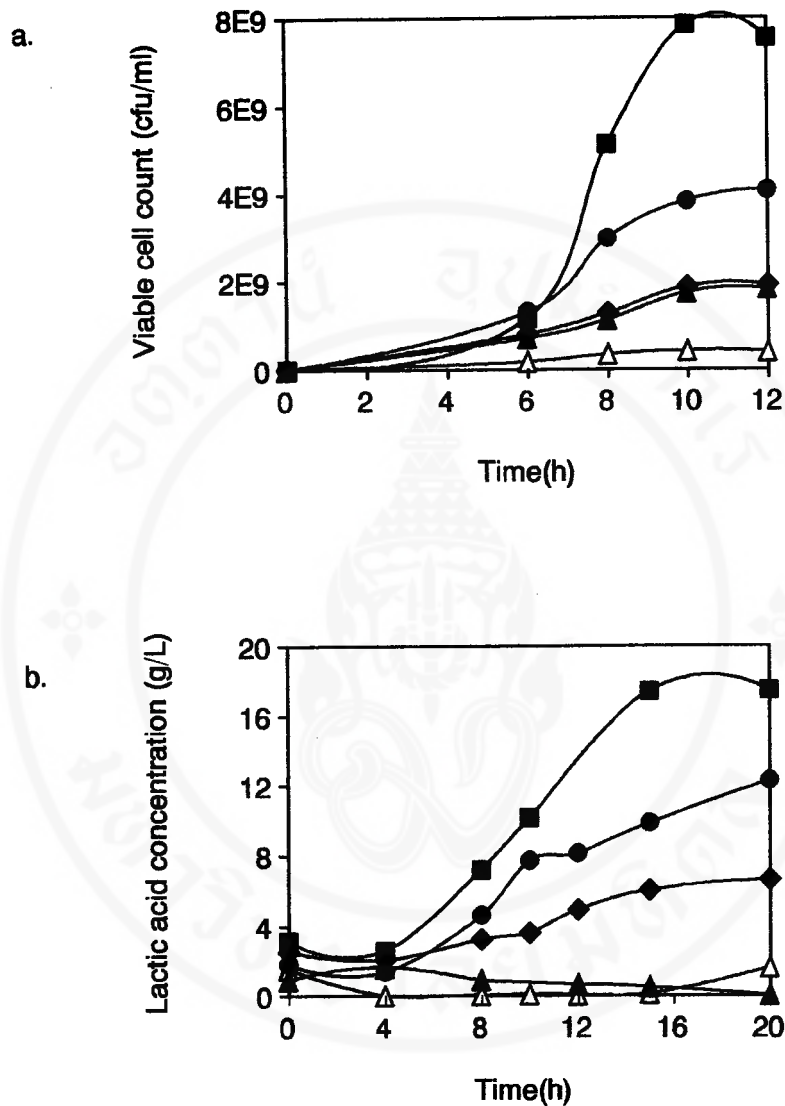 a.
Viable cell count (cfu/ml)
8E9
6E9
4E9
2E9
0
0 2 4 6 8 10 12
Time(h)
b.
Lactic acid concentration (g/L)
20
16
12
8
4
0
0 4 8 12 16 20
Time(h)